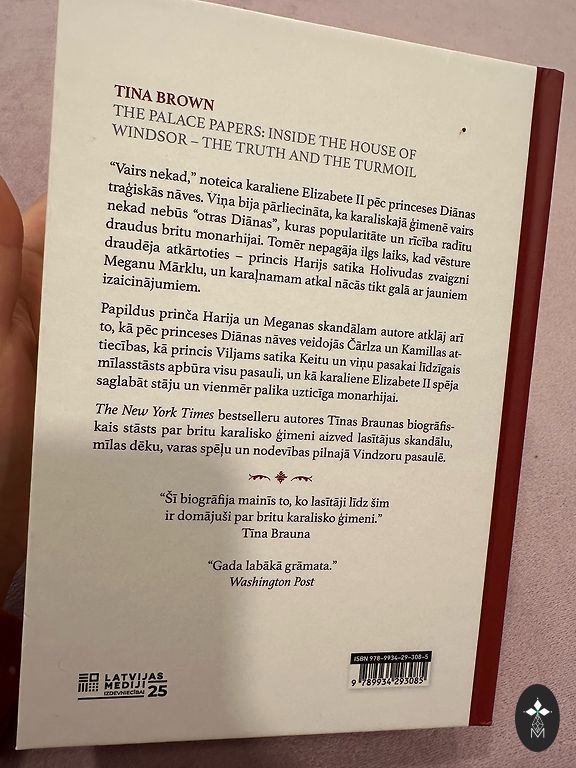 TINA BROWN
THE PALACE PAPERS: INSIDE THE HOUSE OF
WINDSOR – THE TRUTH AND THE TURMOIL
“Vairs nekad,” noteica karaliene Elizabete II pēc princeses Diānas
traģiskās nāves. Viņa bija pārliecināta, ka karaliskajā ģimenē vairs
nekad nebūs “otras Diānas”, kuras popularitāte un rīcība radītu
draudus britu monarhijai. Tomēr nepagāja ilgs laiks, kad vēsture
draudēja atkārtoties – princis Harijs satika Holivudas zvaigzni
Meganu Mārklu, un karaļnamam atkal nācās tikt galā ar jauniem
izaicinājumiem.
Papildus prinča Harija un Meganas skandālam autore atklāj arī
to, kā pēc princeses Diānas nāves veidojās Čārlza un Kamillas at-
tiecības, kā princis Viljams satika Keitu un viņu pasakai līdzīgais
mīlasstāsts apbūra visu pasauli, un kā karaliene Elizabete II spēja
saglabāt stāju un vienmēr palika uzticīga monarhijai.
The New York Times bestselleru autores Tīnas Braunas biogrāfis-
kais stāsts par britu karalisko ģimeni aizved lasītājus skandālu,
mīlas dēku, varas spēļu un nodevības pilnajā Vindzoru pasaulē.
“Šī biogrāfija mainīs to, ko lasītāji līdz šim
ir domājuši par britu karalisko ģimeni.”
Tīna Brauna
“Gada labākā grāmata.”
Washington Post
LATVIJAS
MEDIJI
IZDEVNIECĪBAI 25
ISBN 978-9934-29-308-5
9 789934 293085
M